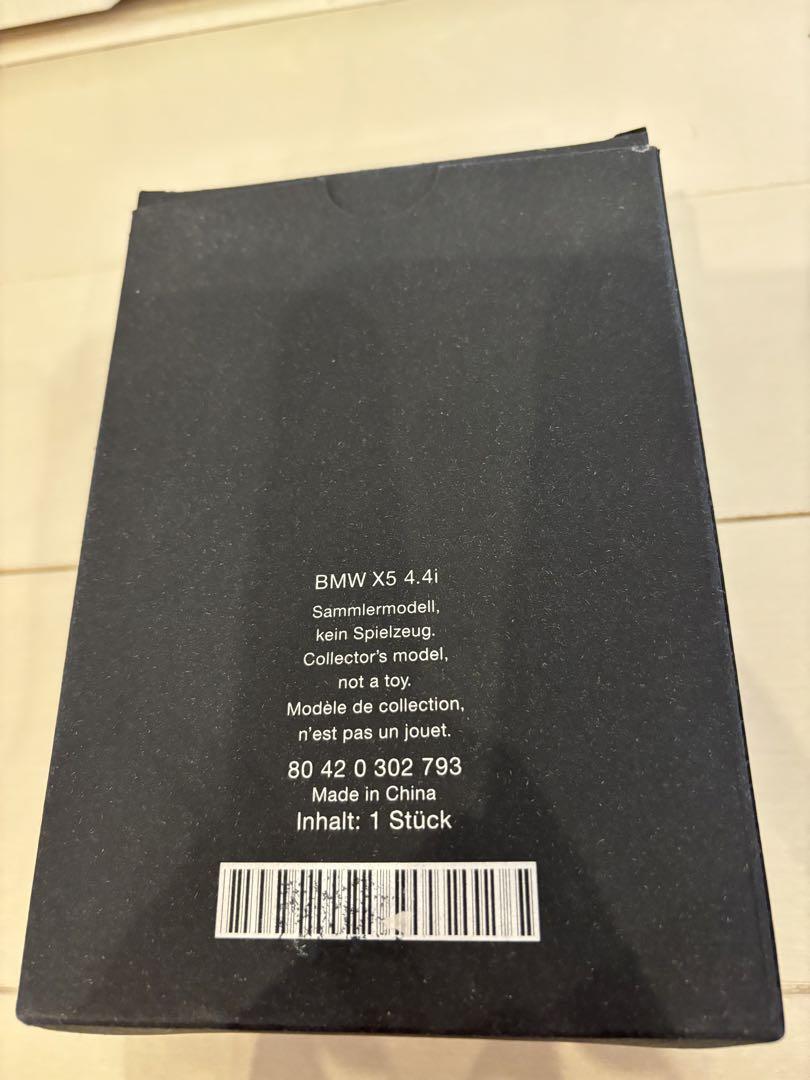 BMW X5 4.4i
Sammlermodell,
kein Spielzeug.
Collector's model,
not a toy.
Modèle de collection,
n'est pas un jouet.
80 42 0 302 793
Made in China
Inhalt: 1 Stück